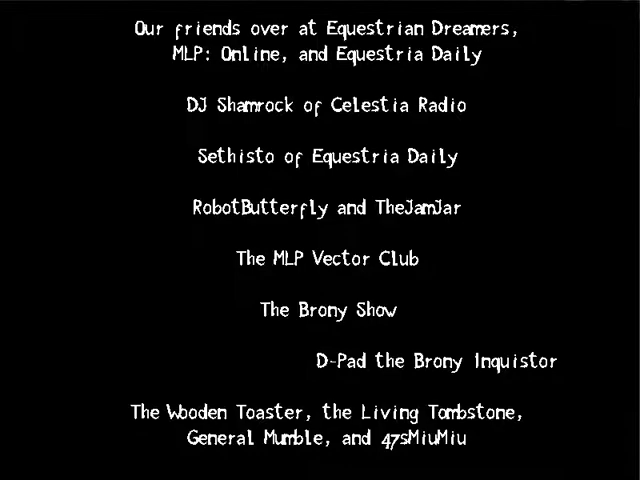 Our friends over at Equestrian Dreamers,
MLP: Online, and Equestria Daily
DJ Shamrock of Celestia Radio
Sethisto of Equestria Daily
RobotButterfly and TheJamJar
The MLP Vector Club
The Brony Show
D-Pad the Brony Inquistor
The Wooden Toaster, the Living Tombstone,
General Mumble, and 47sMiuMiu